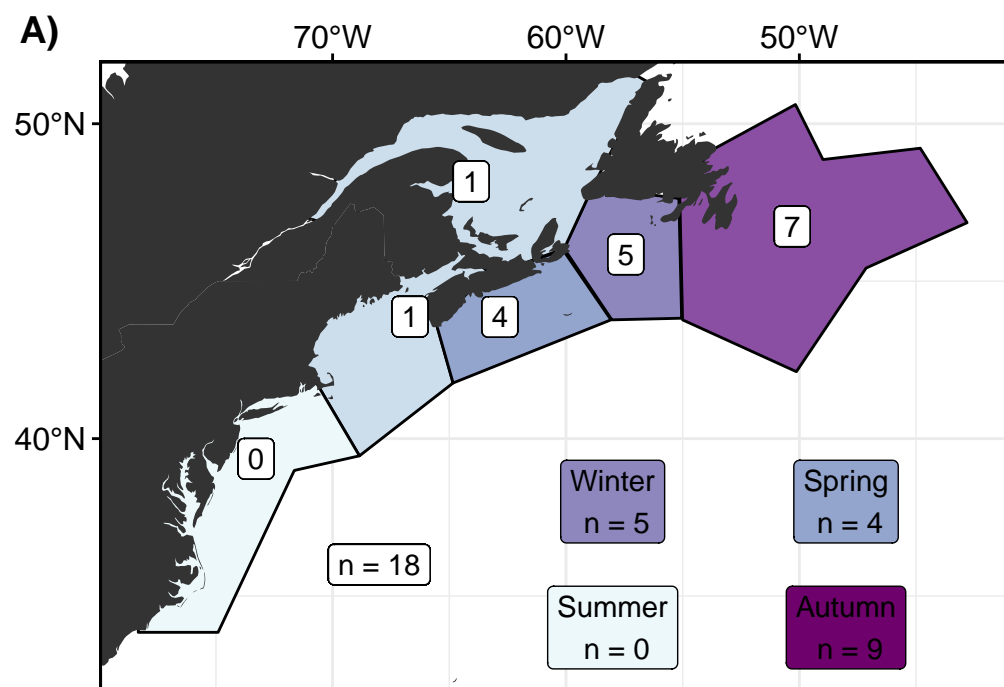 A)
70°W 60°W 50°W
50°N
1
7
5
1 4
40°N
0
Winter
n = 5
Spring
n = 4
n = 18
Summer
n = 0
Autumn
n = 9